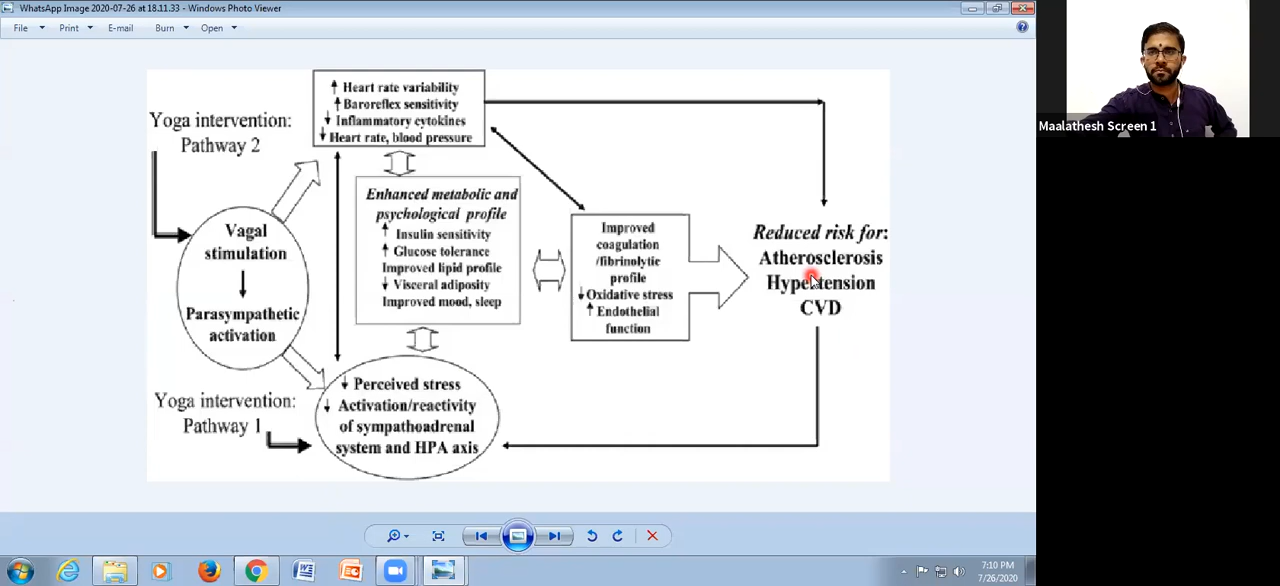 WhatsApp Image 2020-07-26 at 18.11.33 - Windows Photo Viewer
File Print E-mail Burn Open
Maalathesh Screen 1
Yoga intervention:
Pathway 2
↑ Heart rate variability
↑ Baroreflex sensitivity
↓ Inflammatory cytokines
↓ Heart rate, blood pressure
Vagal
stimulation
Parasympathetic
activation
Enhanced metabolic and
psychological profile
↑ Insulin sensitivity
↑ Glucose tolerance
Improved lipid profile
↓ Visceral adiposity
Improved mood, sleep
Improved
coagulation
/fibrinolytic
profile
↓Oxidative stress
↑ Endothelial
function
Reduced risk for:
Atherosclerosis
Hypertension
CVD
Yoga intervention:
Pathway 1
↓ Perceived stress
↓ Activation/reactivity
of sympathoadrenal
system and HPA axis
7:10 PM
7/26/2020